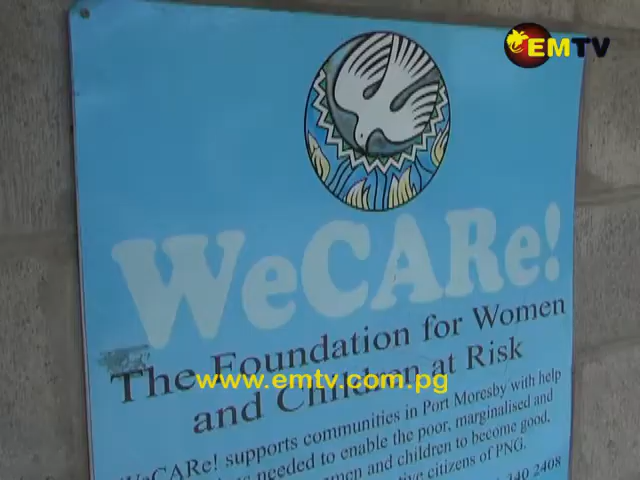 EMTV
WeCARe!
The Foundation for Women
www.emtv.com.pg
and Children at Risk
WeCARe! supports communities in Port Moresby with help
needed to enable the poor, marginalised and
men and children to become good,
citizens of PNG.
340 2408